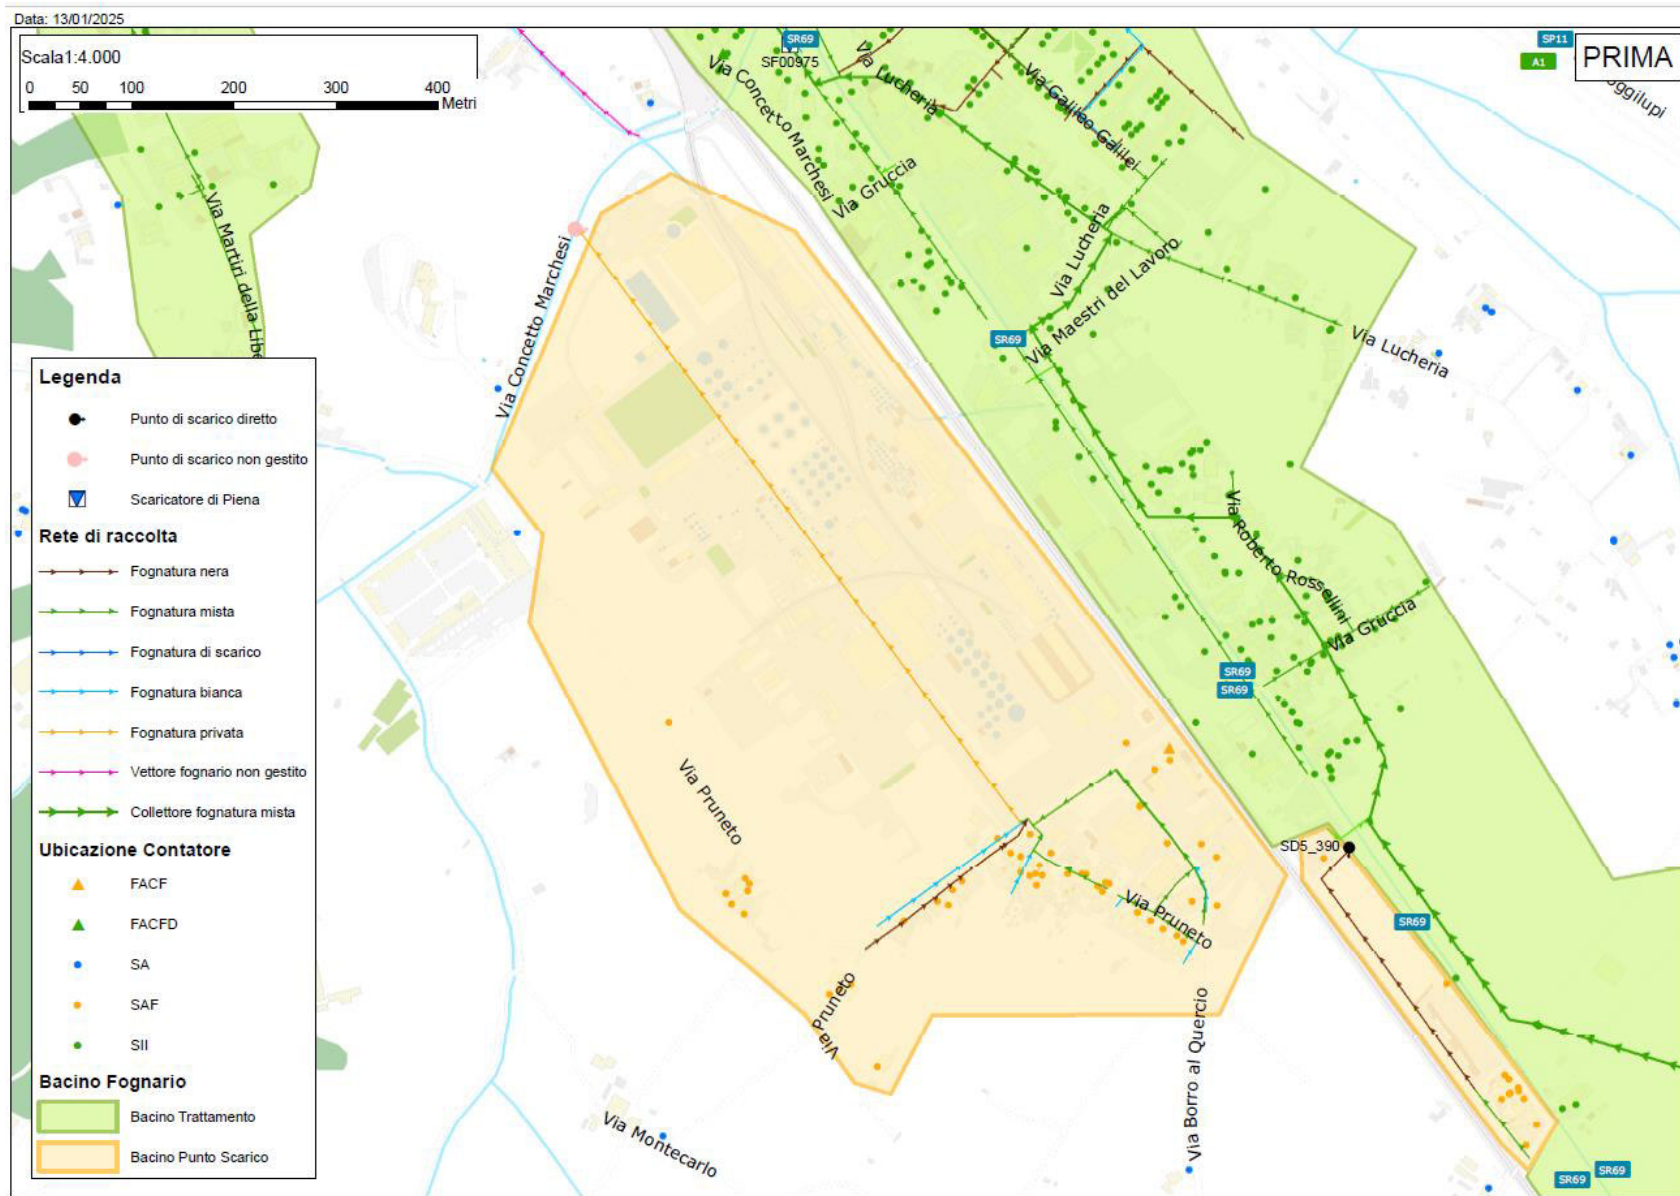 Data: 13/01/2025
Scala1:4.000
0 50 100 200 300 400
Metri
PRIMA
SR69
SF00975
SP11
A1
Via Concetto Marchesi
Via Lucheria
Via Galileo Galilei
Via Gruccia
Via Martiri della Libe
Via Concetto Marchesi
Via Lucheria
Via Maestri del Lavoro
SR69
Via Lucheria
Legenda
Punto di scarico diretto
Punto di scarico non gestito
Scaricatore di Piena
Rete di raccolta
Fognatura nera
Fognatura mista
Fognatura di scarico
Fognatura bianca
Fognatura privata
Vettore fognario non gestito
Collettore fognatura mista
Ubicazione Contatore
FACF
FACFD
SA
SAF
SII
Bacino Fognario
Bacino Trattamento
Bacino Punto Scarico
Via Roberto Rossellini
Via Gruccia
SR69
SR69
Via Pruneto
SD5_390
Via Pruneto
SR69
Via Pruneto
Via Borro al Quercio
Via Montecarlo
SR69
SR69